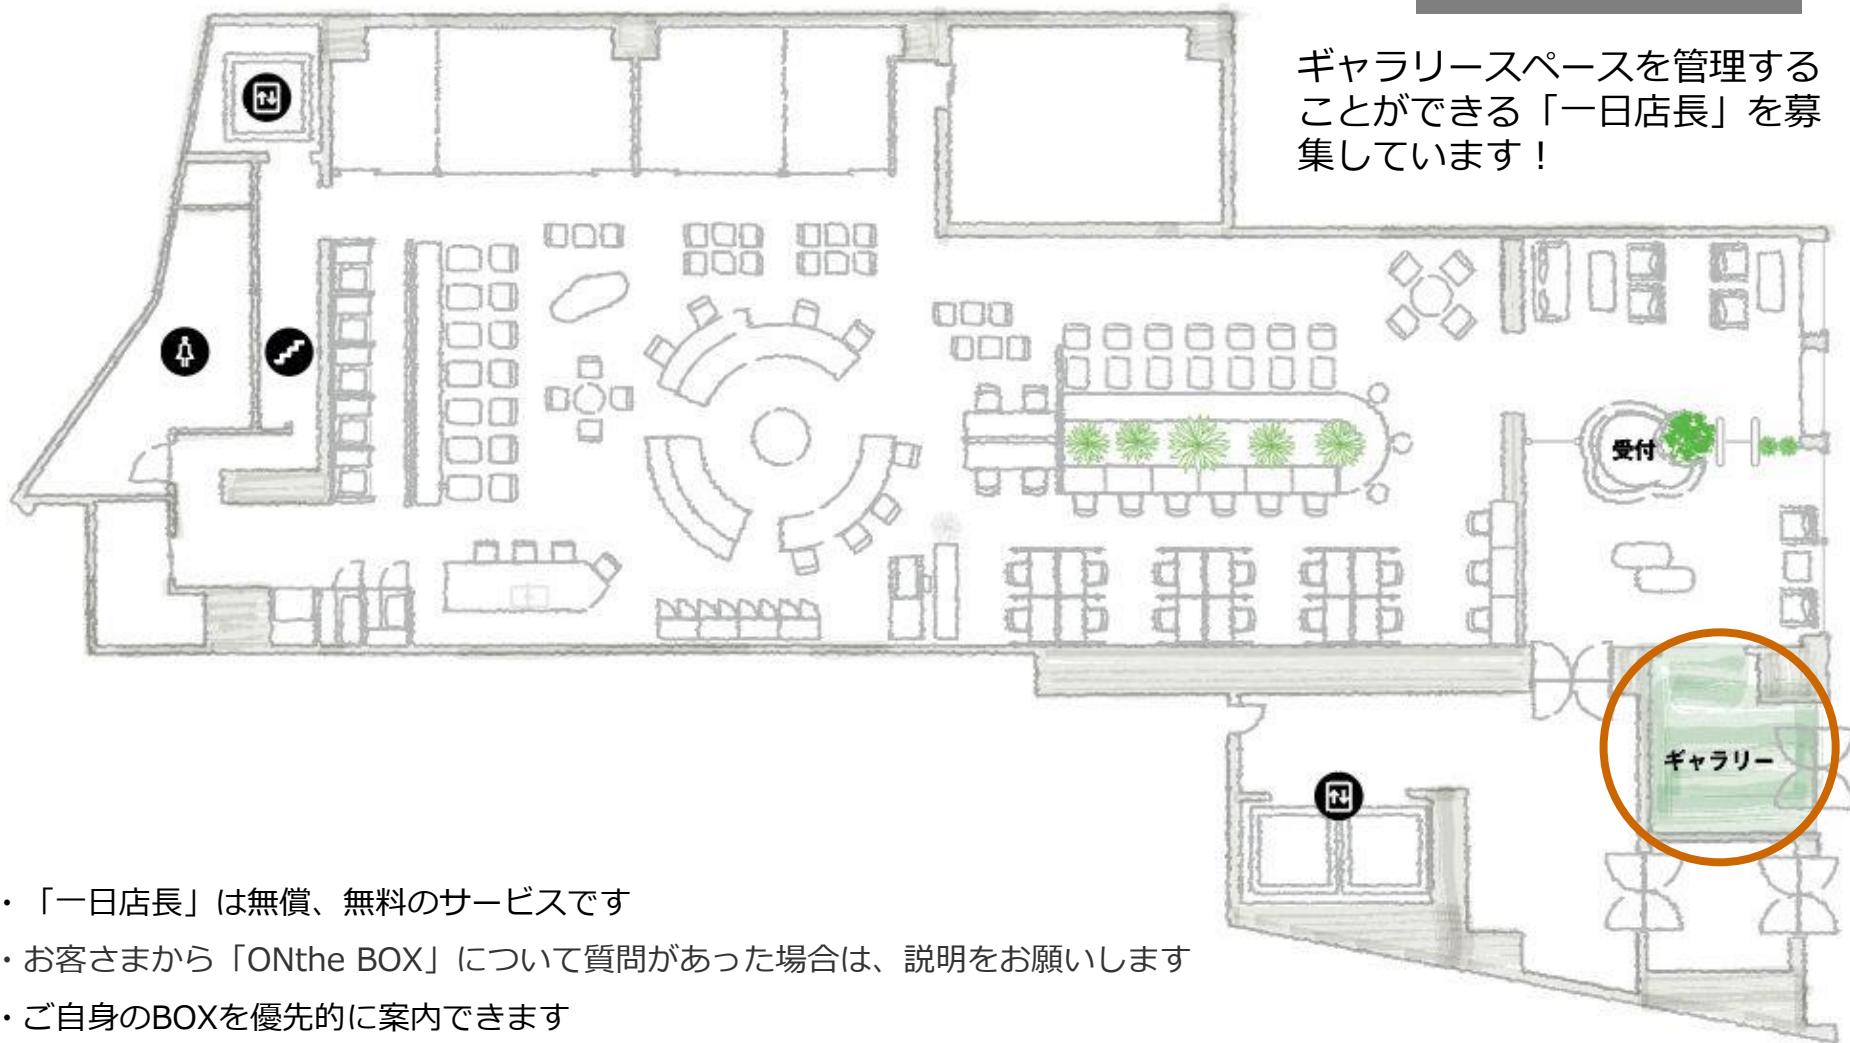 ギャラリースペースを管理する
ことができる「一日店長」を募
集しています！
受付
ギャラリー
・「一日店長」は無償、無料のサービスです
・お客さまから「ONthe BOX」について質問があった場合は、説明をお願いします
・ご自身のBOXを優先的に案内できます